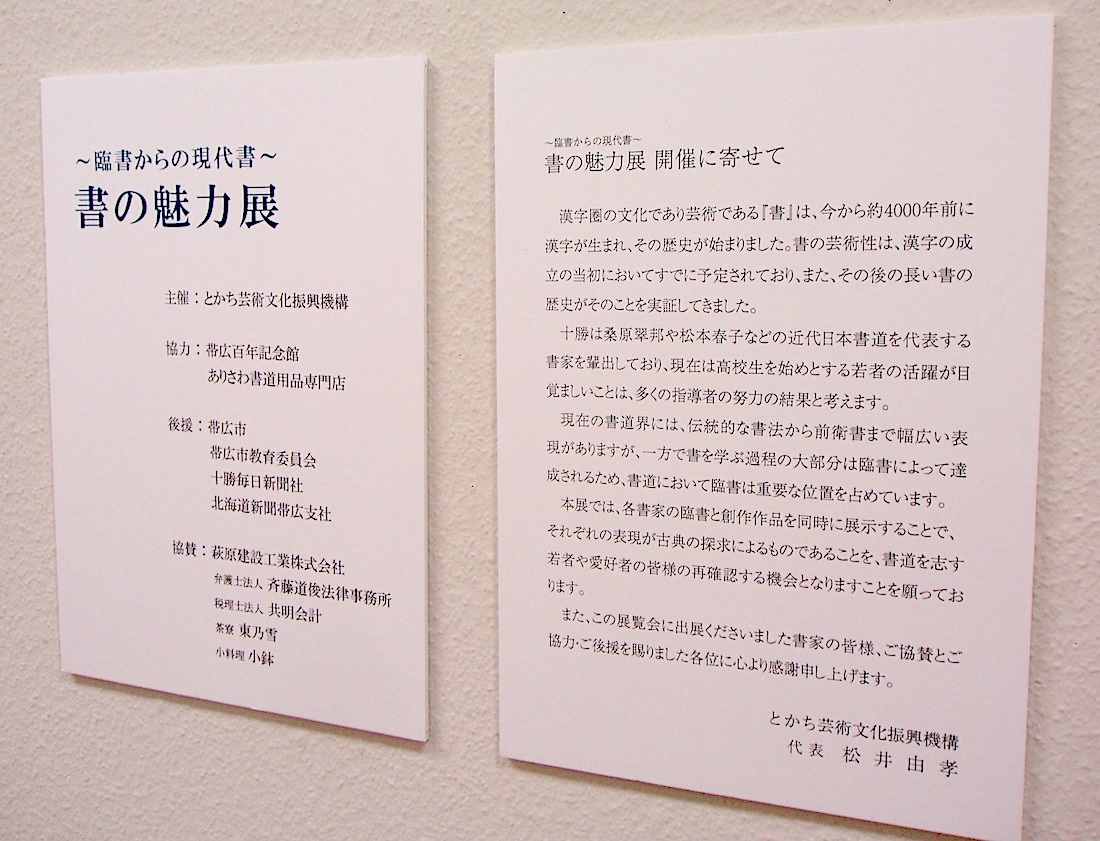 ～臨書からの現代書～
書の魅力展
主催：とかち芸術文化振興機構
協力：帯広百年記念館
ありさわ書道用品専門店
後援：帯広市
帯広市教育委員会
十勝毎日新聞社
北海道新聞帯広支社
協賛：萩原建設工業株式会社
弁護士法人 斉藤道俊法律事務所
税理士法人 共明会計
茶寮 東乃雪
小料理 小鉢
～臨書からの現代書～
書の魅力展 開催に寄せて
漢字圏の文化であり芸術である『書』は、今から約4000年前に
漢字が生まれ、その歴史が始まりました。書の芸術性は、漢字の成
立の当初においてすでに予定されており、また、その後の長い書の
歴史がそのことを実証してきました。
十勝は桑原翠邦や松本春子などの近代日本書道を代表する
書家を輩出しており、現在は高校生を始めとする若者の活躍が目
覚ましいことは、多くの指導者の努力の結果と考えます。
現在の書道界には、伝統的な書法から前衛書まで幅広い表
現がありますが、一方で書を学ぶ過程の大部分は臨書によって達
成されるため、書道において臨書は重要な位置を占めています。
本展では、各書家の臨書と創作作品を同時に展示することで、
それぞれの表現が古典の探求によるものであることを、書道を志す
若者や愛好者の皆様の再確認する機会となりますことを願ってお
ります。
また、この展覧会に出展くださいました書家の皆様、ご協賛とご
協力・ご後援を賜りました各位に心より感謝申し上げます。
とかち芸術文化振興機構
代表 松井由孝